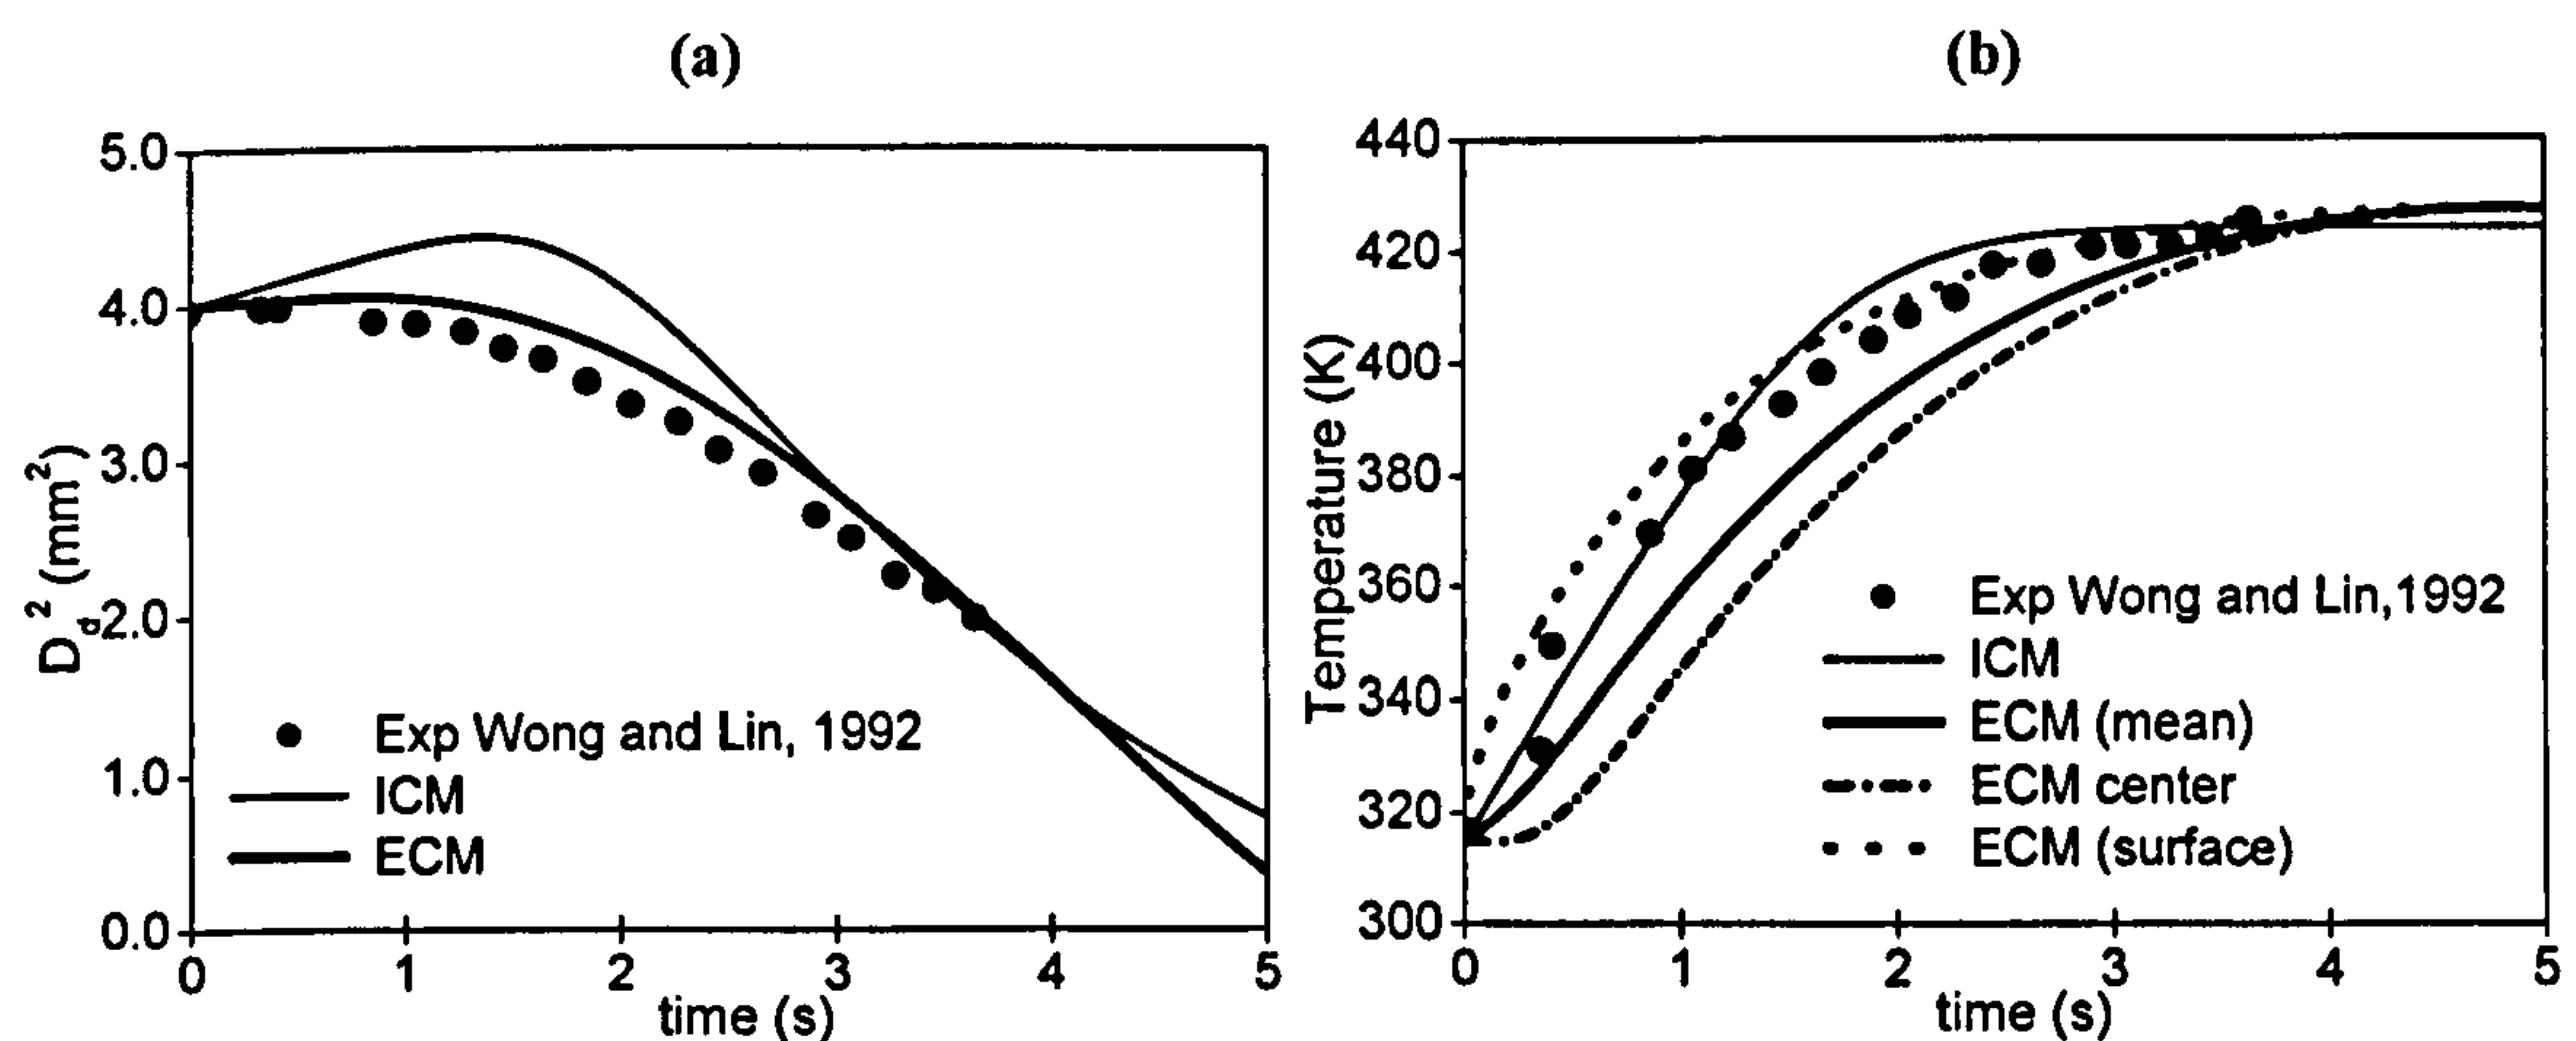 (a)
5.0
4.0
3.0
2.0
1.0
0.0
D_d^2 (mm^2)
Exp Wong and Lin, 1992
ICM
ECM
0 1 2 3 4 5
time (s)
(b)
440
420
400
380
360
340
320
300
Temperature (K)
Exp Wong and Lin,1992
ICM
ECM (mean)
ECM center
ECM (surface)
0 1 2 3 4 5
time (s)